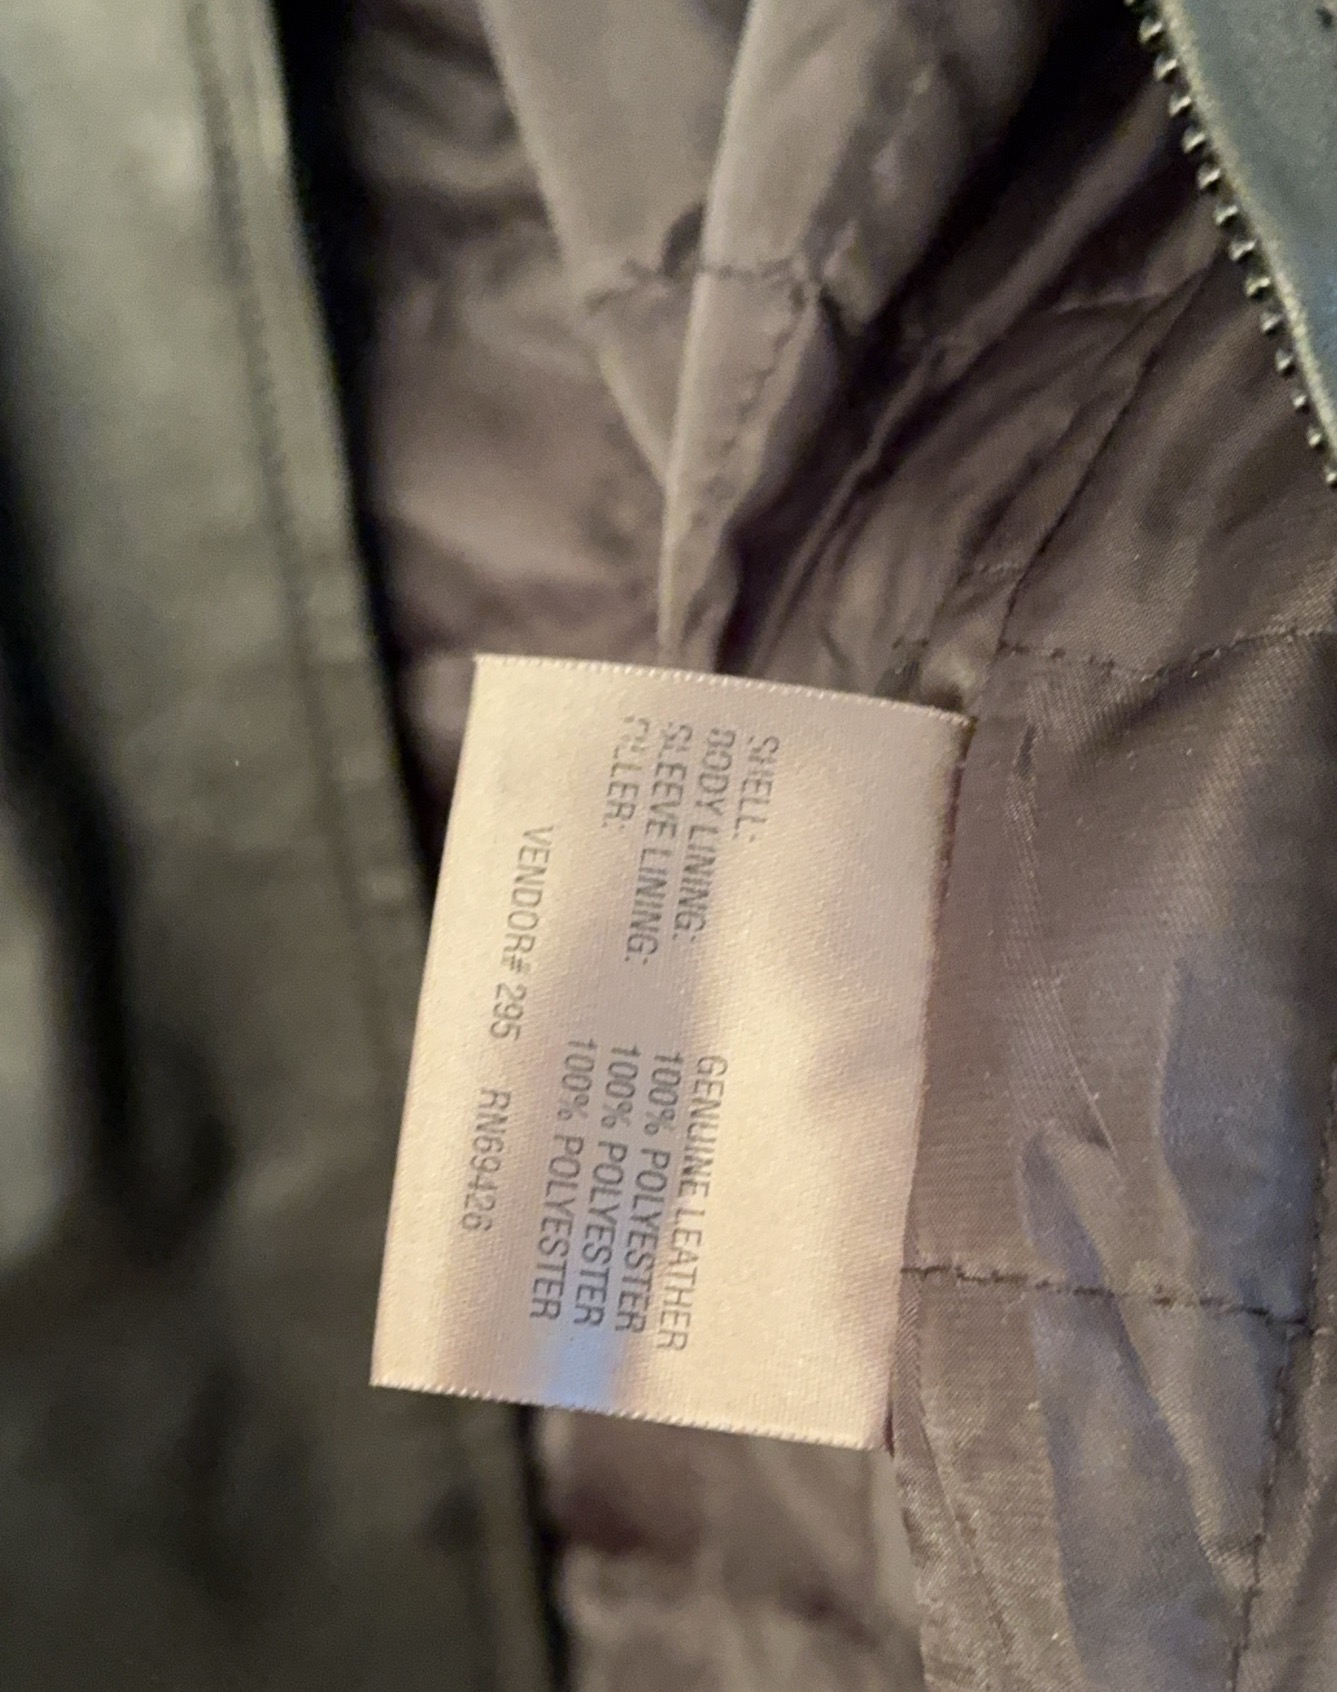 SHELL: GENUINE LEATHER
BODY LINING: 100% POLYESTER
SLEEVE LINING: 100% POLYESTER
FILLER: 100% POLYESTER
VENDOR# 295 RN69426